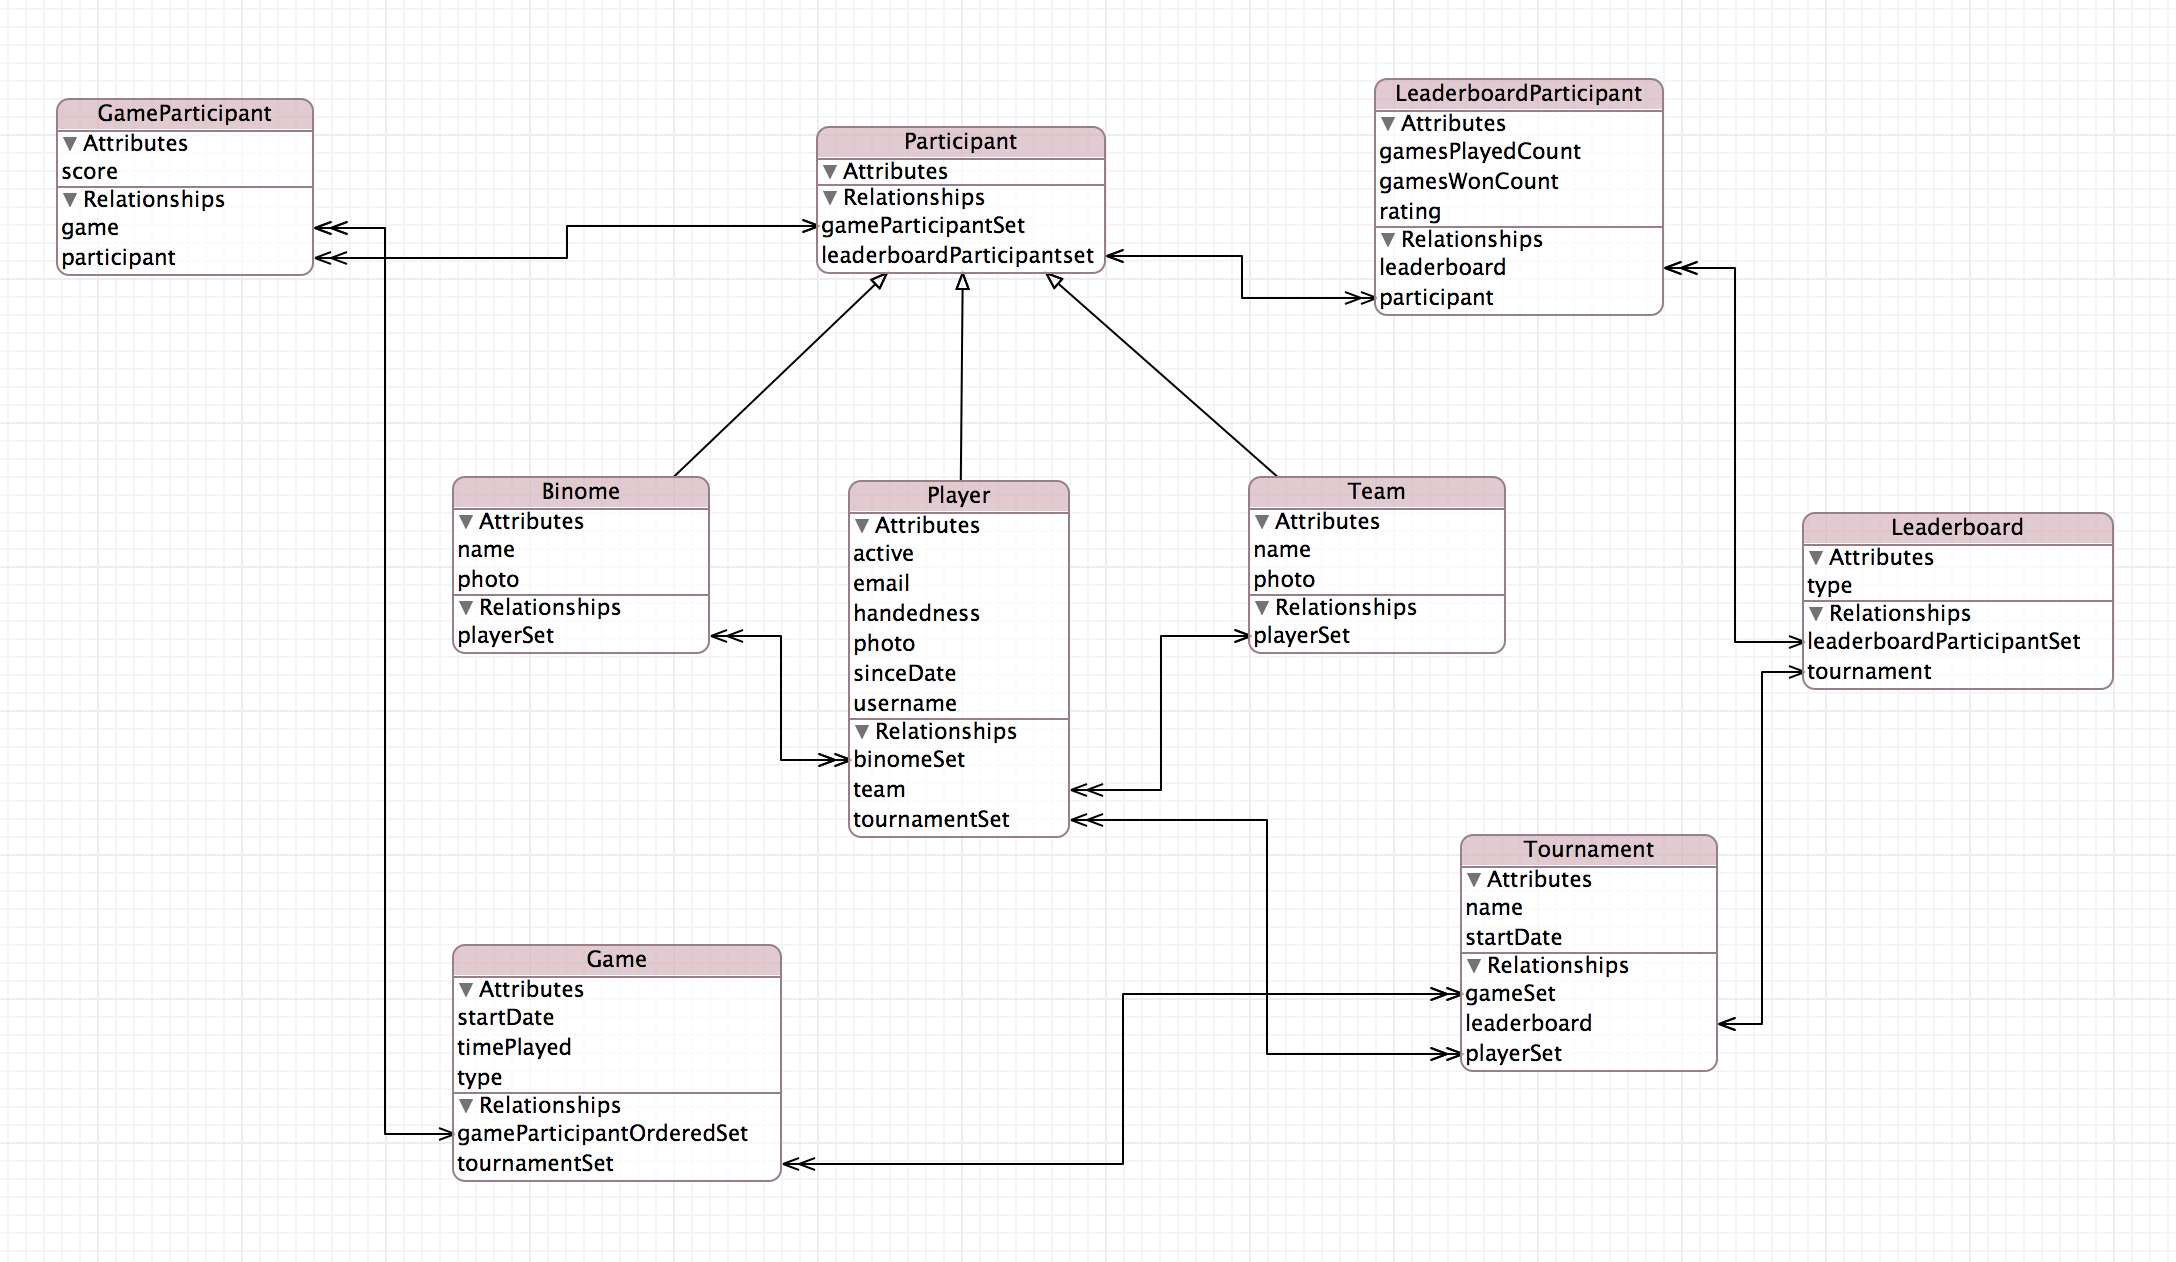 GameParticipant
Attributes
score
Relationships
game
participant
Participant
Attributes
Relationships
gameParticipantSet
leaderboardParticipantset
LeaderboardParticipant
Attributes
gamesPlayedCount
gamesWonCount
rating
Relationships
leaderboard
participant
Binome
Attributes
name
photo
Relationships
playerSet
Player
Attributes
active
email
handedness
photo
sinceDate
username
Relationships
binomeSet
team
tournamentSet
Team
Attributes
name
photo
Relationships
playerSet
Leaderboard
Attributes
type
Relationships
leaderboardParticipantSet
tournament
Game
Attributes
startDate
timePlayed
type
Relationships
gameParticipantOrderedSet
tournamentSet
Tournament
Attributes
name
startDate
Relationships
gameSet
leaderboard
playerSet